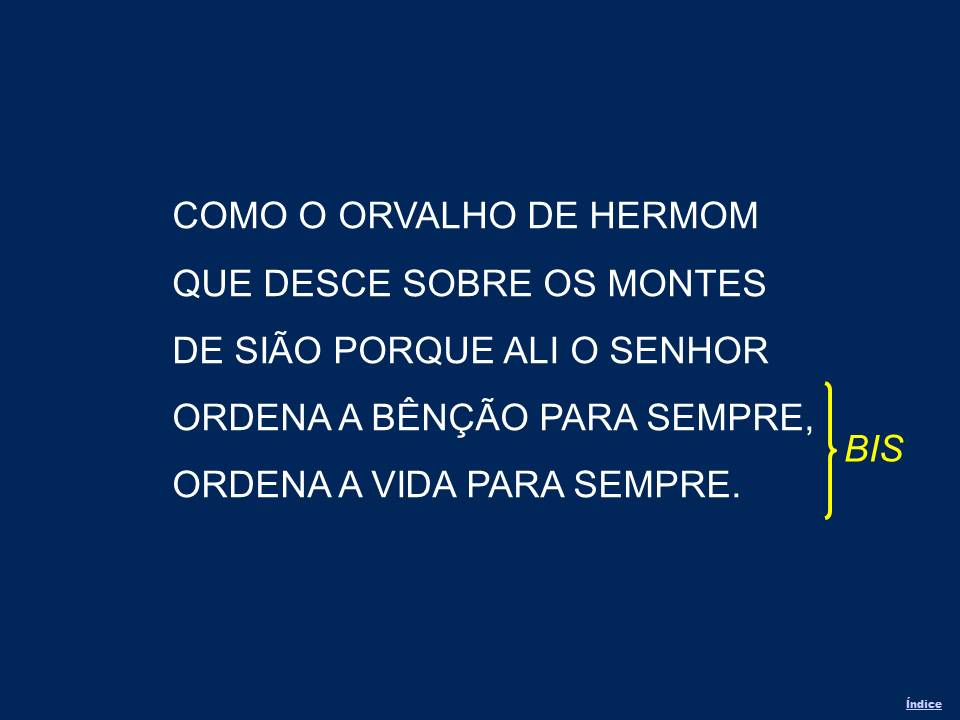 COMO O ORVALHO DE HERMOM
QUE DESCE SOBRE OS MONTES
DE SIÃO PORQUE ALI O SENHOR
ORDENA A BÊNÇÃO PARA SEMPRE,
ORDENA A VIDA PARA SEMPRE.
BIS
Índice